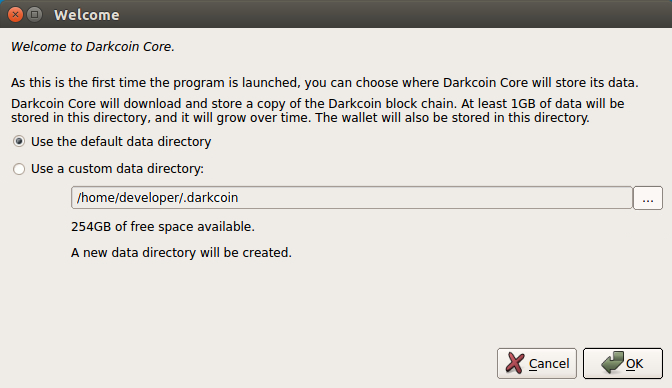 Welcome
Welcome to Darkcoin Core.
As this is the first time the program is launched, you can choose where Darkcoin Core will store its data.
Darkcoin Core will download and store a copy of the Darkcoin block chain. At least 1GB of data will be
stored in this directory, and it will grow over time. The wallet will also be stored in this directory.
Use the default data directory
Use a custom data directory:
/home/developer/.darkcoin
...
254GB of free space available.
A new data directory will be created.
Cancel
OK